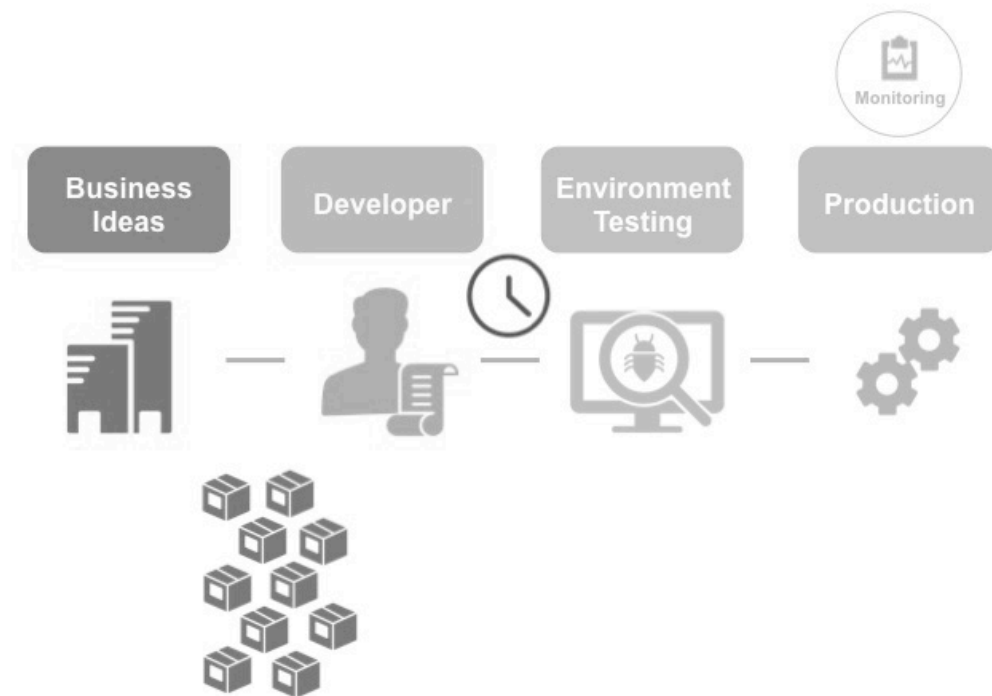 Monitoring
Business
Ideas
Developer
Environment
Testing
Production